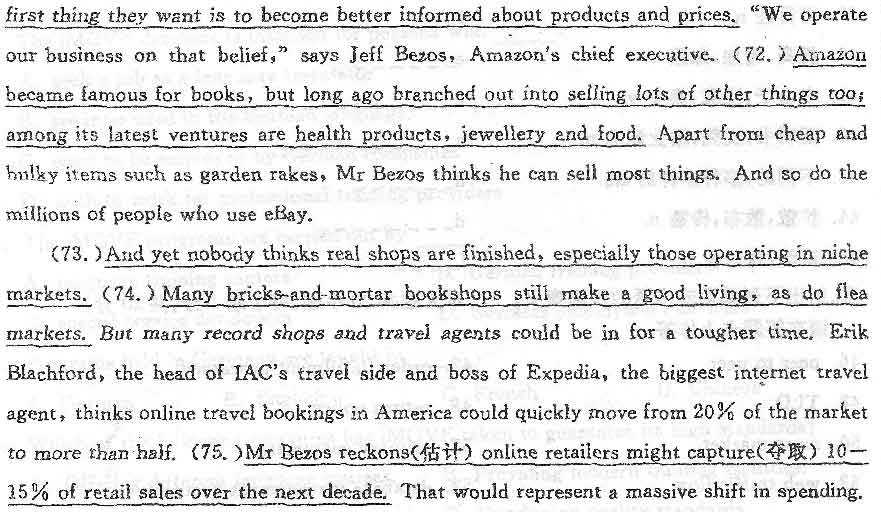 first thing they want is to become better informed about products and prices. “We operate
our business on that belief,” says Jeff Bezos, Amazon's chief executive. (72. ) Amazon
became famous for books, but long ago branched out into selling lots of other things too;
among its latest ventures are health products, jewellery and food. Apart from cheap and
bulky items such as garden rakes, Mr Bezos thinks he can sell most things. And so do the
millions of people who use eBay.
(73. ) And yet nobody thinks real shops are finished, especially those operating in niche
markets. (74. ) Many bricks-and-mortar bookshops still make a good living, as do flea
markets. But many record shops and travel agents could be in for a tougher time. Erik
Blachford, the head of IAC's travel side and boss of Expedia, the biggest internet travel
agent, thinks online travel bookings in America could quickly move from 20% of the market
to more than half. (75. ) Mr Bezos reckons(估计) online retailers might capture(夺取) 10—
15% of retail sales over the next decade. That would represent a massive shift in spending.